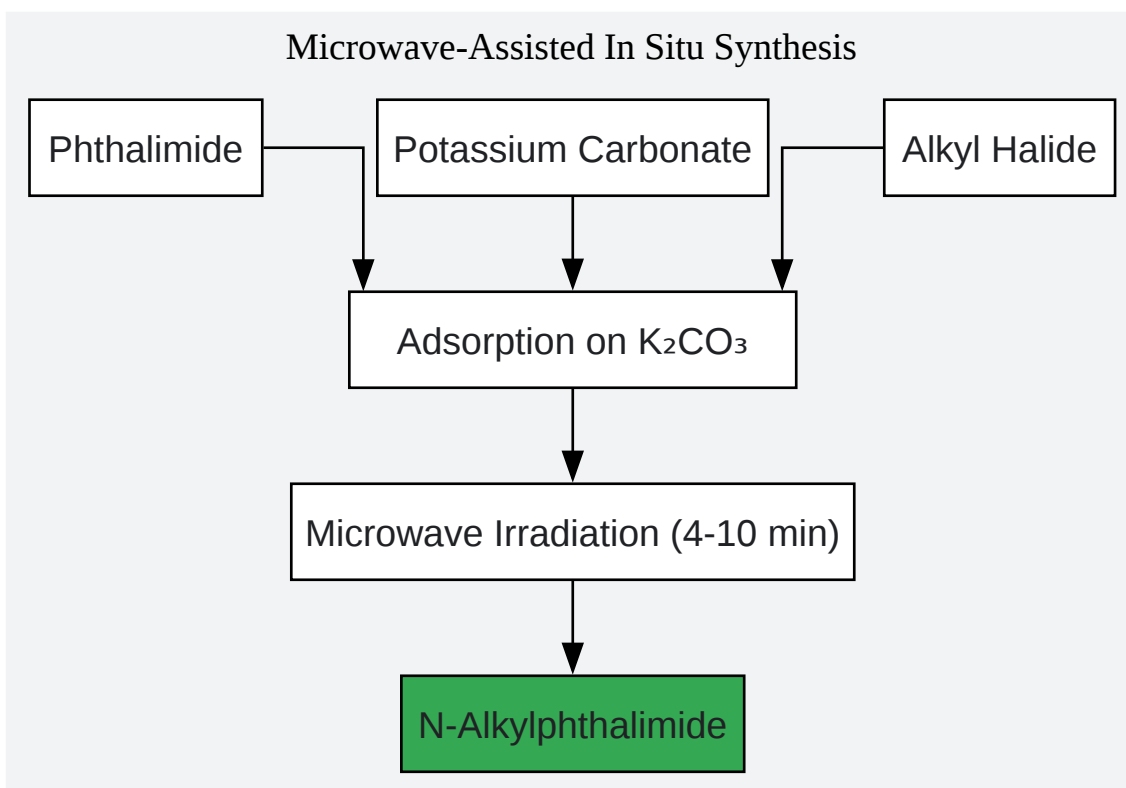 Microwave-Assisted In Situ Synthesis
Phthalimide
Potassium Carbonate
Alkyl Halide
Adsorption on K₂CO₃
Microwave Irradiation (4-10 min)
N-Alkylphthalimide